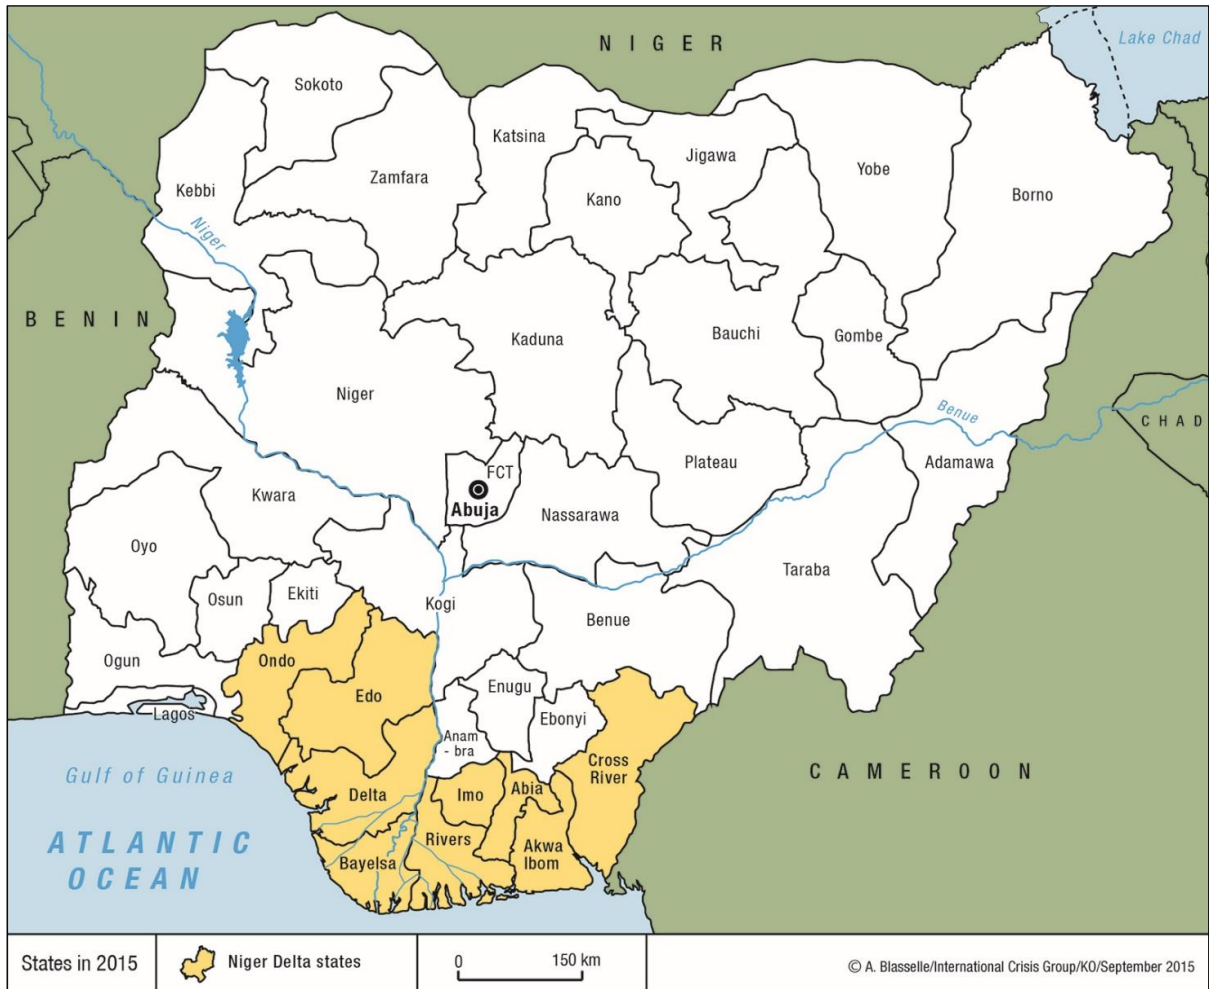 NIGER
Lake Chad
Sokoto
Katsina
Jigawa
Yobe
Borno
Kebbi
Zamfara
Kano
Niger
BENIN
Kaduna
Bauchi
Gombe
Niger
Benue
CHAD
Plateau
Adamawa
FCT
Abuja
Kwara
Nassarawa
Oyo
Taraba
Osun
Ekiti
Kogi
Benue
Ogun
Ondo
Edo
Enugu
Lagos
Ebonyi
Anam
- bra
Cross
River
Gulf of Guinea
CAMEROON
Delta
Imo
Abia
ATLANTIC
OCEAN
Rivers
Akwa
Ibom
Bayelsa
States in 2015
Niger Delta states
0 150 km
© A. Blasselle/International Crisis Group/KO/September 2015